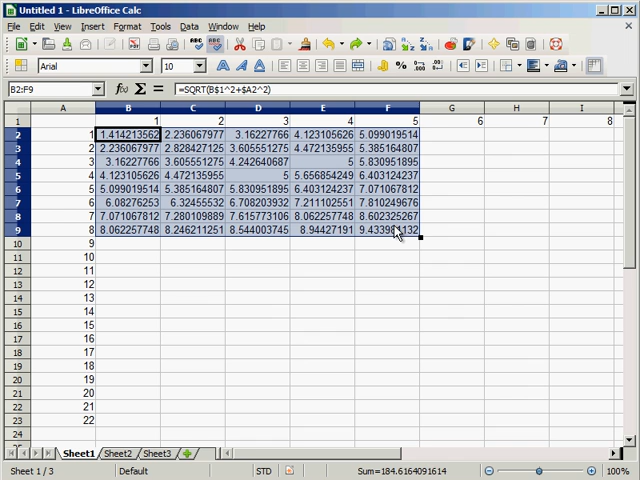 Untitled 1 - LibreOffice Calc
File Edit View Insert Format Tools Data Window Help
Arial 10
B2:F9 =SQRT(B$1^2+$A2^2)
A B C D E F G H I
1 1 2 3 4 5 6 7 8
2 1 1.414213562 2.236067977 3.16227766 4.123105626 5.099019514
3 2 2.236067977 2.828427125 3.605551275 4.472135955 5.385164807
4 3 3.16227766 3.605551275 4.242640687 5 5.830951895
5 4 4.123105626 4.472135955 5 5.656854249 6.403124237
6 5 5.099019514 5.385164807 5.830951895 6.403124237 7.071067812
7 6 6.08276253 6.32455532 6.708203932 7.211102551 7.810249676
8 7 7.071067812 7.280109889 7.615773106 8.062257748 8.602325267
9 8 8.062257748 8.246211251 8.544003745 8.94427191
10 9
11 10
12 11
13 12
14 13
15 14
16 15
17 16
18 17
19 18
20 19
21 20
22 21
23 22
24
Sheet1 Sheet2 Sheet3
Sheet 1 / 3 Default STD Sum=184.6164091614 100%